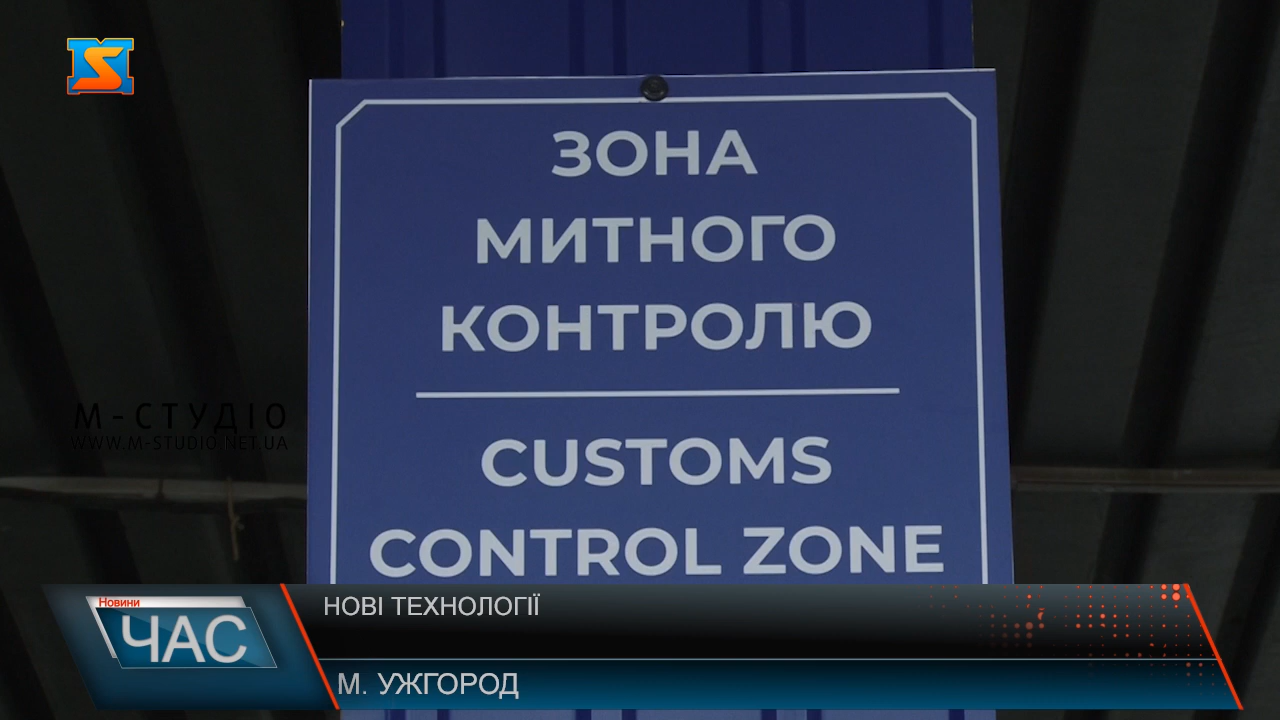 ЗОНА
МИТНОГО
КОНТРОЛЮ
CUSTOMS
CONTROL ZONE
М-СТУДІО
WWW.M-STUDIO.NET.UA
НОВІ ТЕХНОЛОГІЇ
Новини
ЧАС
М. УЖГОРОД